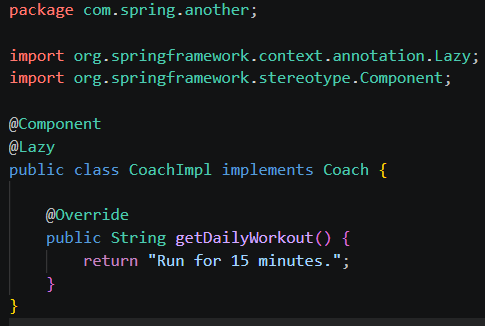 package com.spring.another;
import org.springframework.context.annotation.Lazy;
import org.springframework.stereotype.Component;
@Component
@Lazy
public class CoachImpl implements Coach {
@Override
public String getDailyWorkout() {
return "Run for 15 minutes.";
}
}